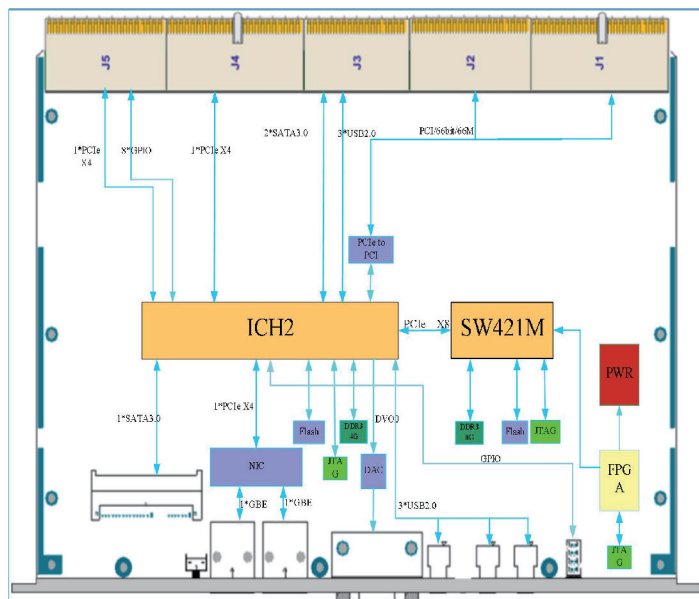 J5
J4
J3
J2
J1
1*PCIe
X4
8*GPIO
1*PCIe X4
2*SATA3.0
3*USB2.0
PCI/66bit/66M
PCIe to
PCI
ICH2
PCIe X8
SW421M
PWR
1*SATA3.0
1*PCIe X4
Flash
DDR3
4G
DVO0
DDR3
Flash
JTAG
NIC
JTA
G
DAC
GPIO
FPG
A
1*GBE
1*GBE
3*USB2.0
JTA
G